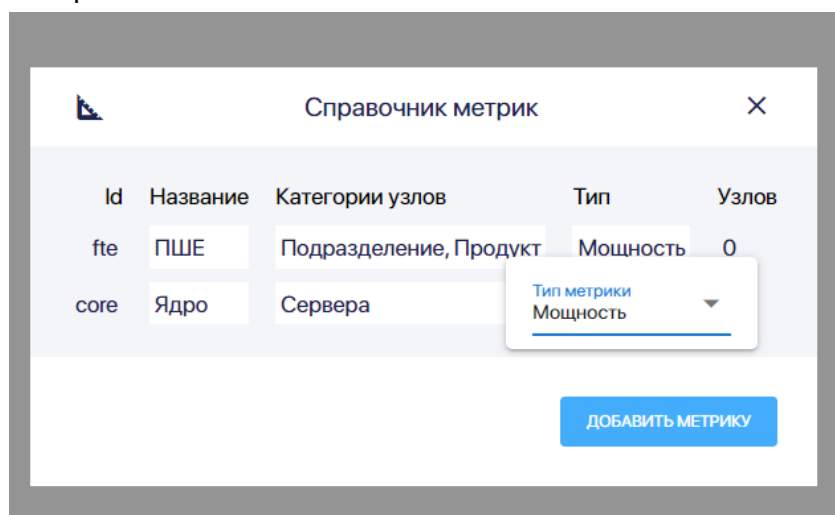 Справочник метрик
Id Название Категории узлов Тип Узлов
fte ПШЕ Подразделение, Продукт Мощность 0
core Ядро Сервера
Тип метрики
Мощность
ДОБАВИТЬ МЕТРИКУ